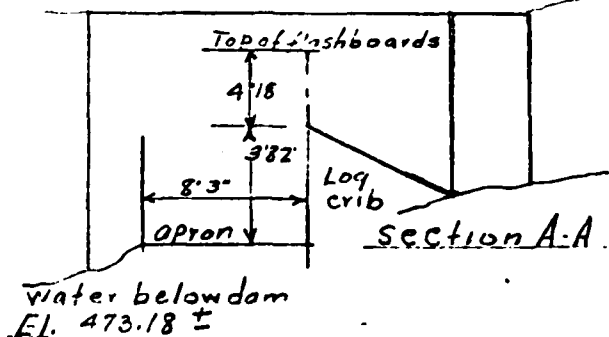 Top of flashboards
4'18
3'82'
8'3"
Log
crib
apron
Section A-A
Water below dam
El. 473.18 ±